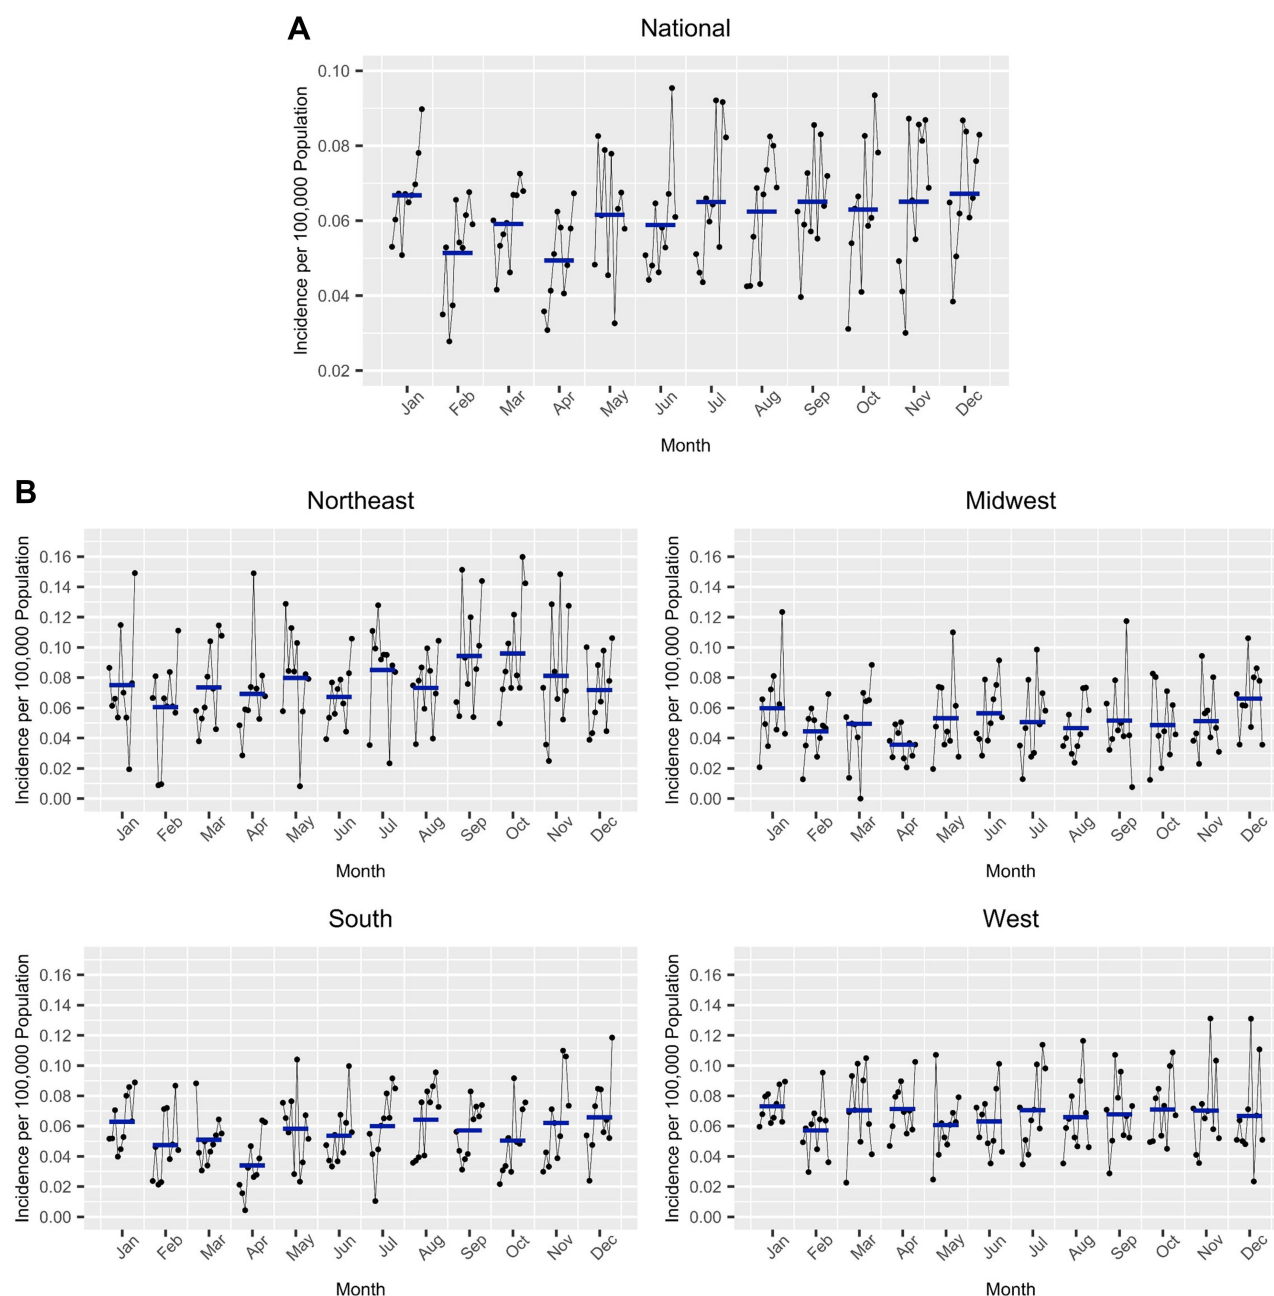 A
National
Incidence per 100,000 Population
0.10
0.08
0.06
0.04
0.02
Jan Feb Mar Apr May Jun Jul Aug Sep Oct Nov Dec
Month
B
Northeast
Incidence per 100,000 Population
0.16
0.14
0.12
0.10
0.08
0.06
0.04
0.02
0.00
Jan Feb Mar Apr May Jun Jul Aug Sep Oct Nov Dec
Month
Midwest
Incidence per 100,000 Population
0.16
0.14
0.12
0.10
0.08
0.06
0.04
0.02
0.00
Jan Feb Mar Apr May Jun Jul Aug Sep Oct Nov Dec
Month
South
Incidence per 100,000 Population
0.16
0.14
0.12
0.10
0.08
0.06
0.04
0.02
0.00
Jan Feb Mar Apr May Jun Jul Aug Sep Oct Nov Dec
Month
West
Incidence per 100,000 Population
0.16
0.14
0.12
0.10
0.08
0.06
0.04
0.02
0.00
Jan Feb Mar Apr May Jun Jul Aug Sep Oct Nov Dec
Month